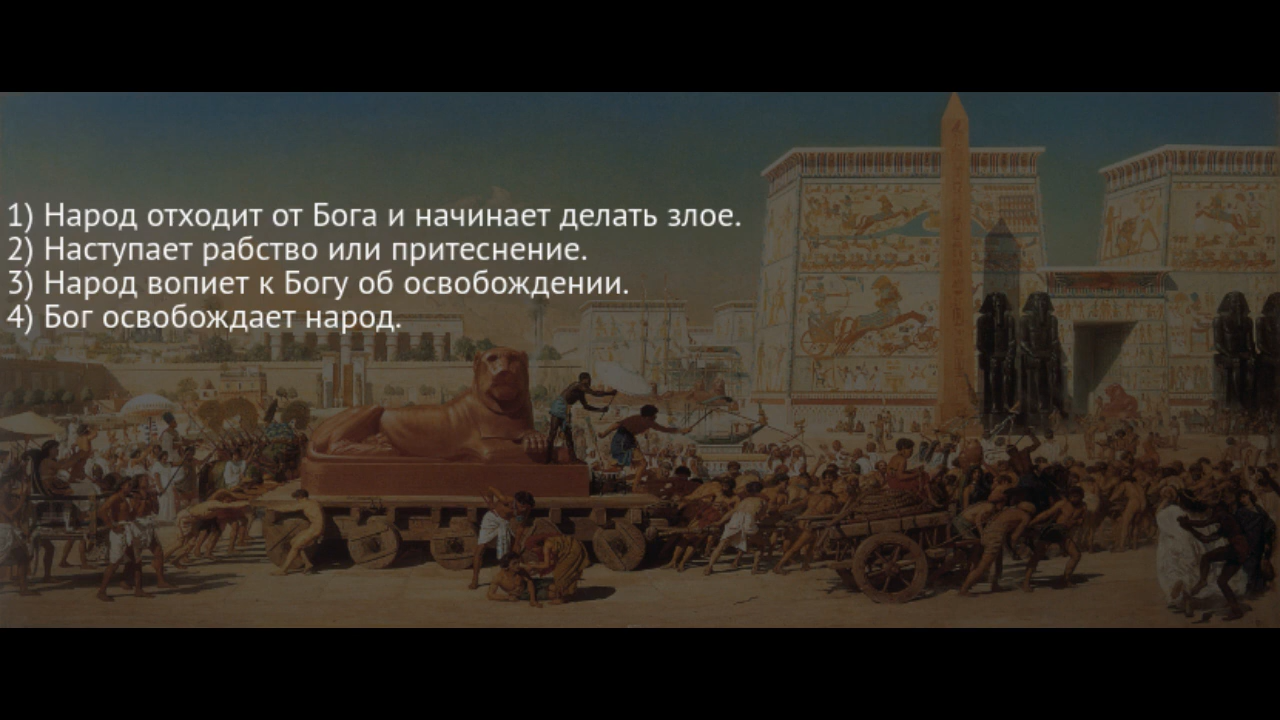 1) Народ отходит от Бога и начинает делать злое.
2) Наступает рабство или притеснение.
3) Народ вопиет к Богу об освобождении.
4) Бог освобождает народ.